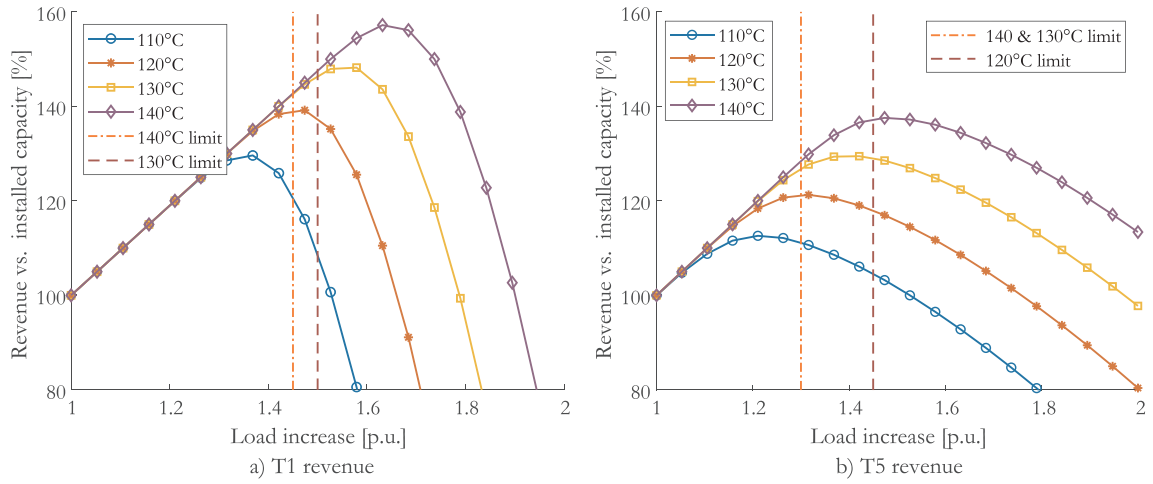 Revenue vs. installed capacity [%]
160
140
120
100
80
110°C
120°C
130°C
140°C
140°C limit
130°C limit
1
1.2
1.4
1.6
1.8
2
Load increase [p.u.]
a) T1 revenue
Revenue vs. installed capacity [%]
160
140
120
100
80
110°C
120°C
130°C
140°C
140 & 130°C limit
120°C limit
1
1.2
1.4
1.6
1.8
2
Load increase [p.u.]
b) T5 revenue